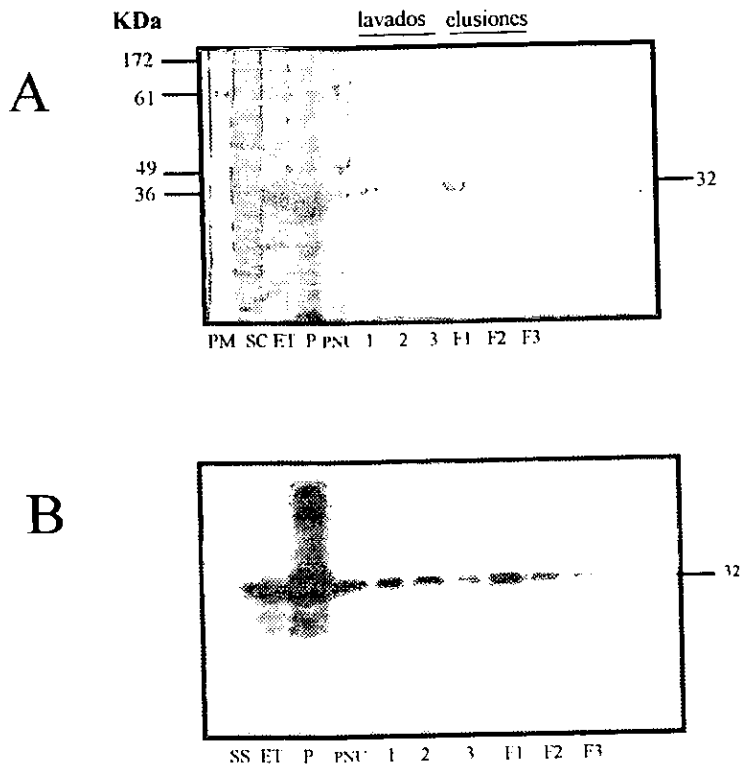 KDa
lavados elusiones
A
172
61
49
36
32
PM SC ET P PNU 1 2 3 F1 F2 F3
B
32
SS ET P PNU 1 2 3 F1 F2 F3